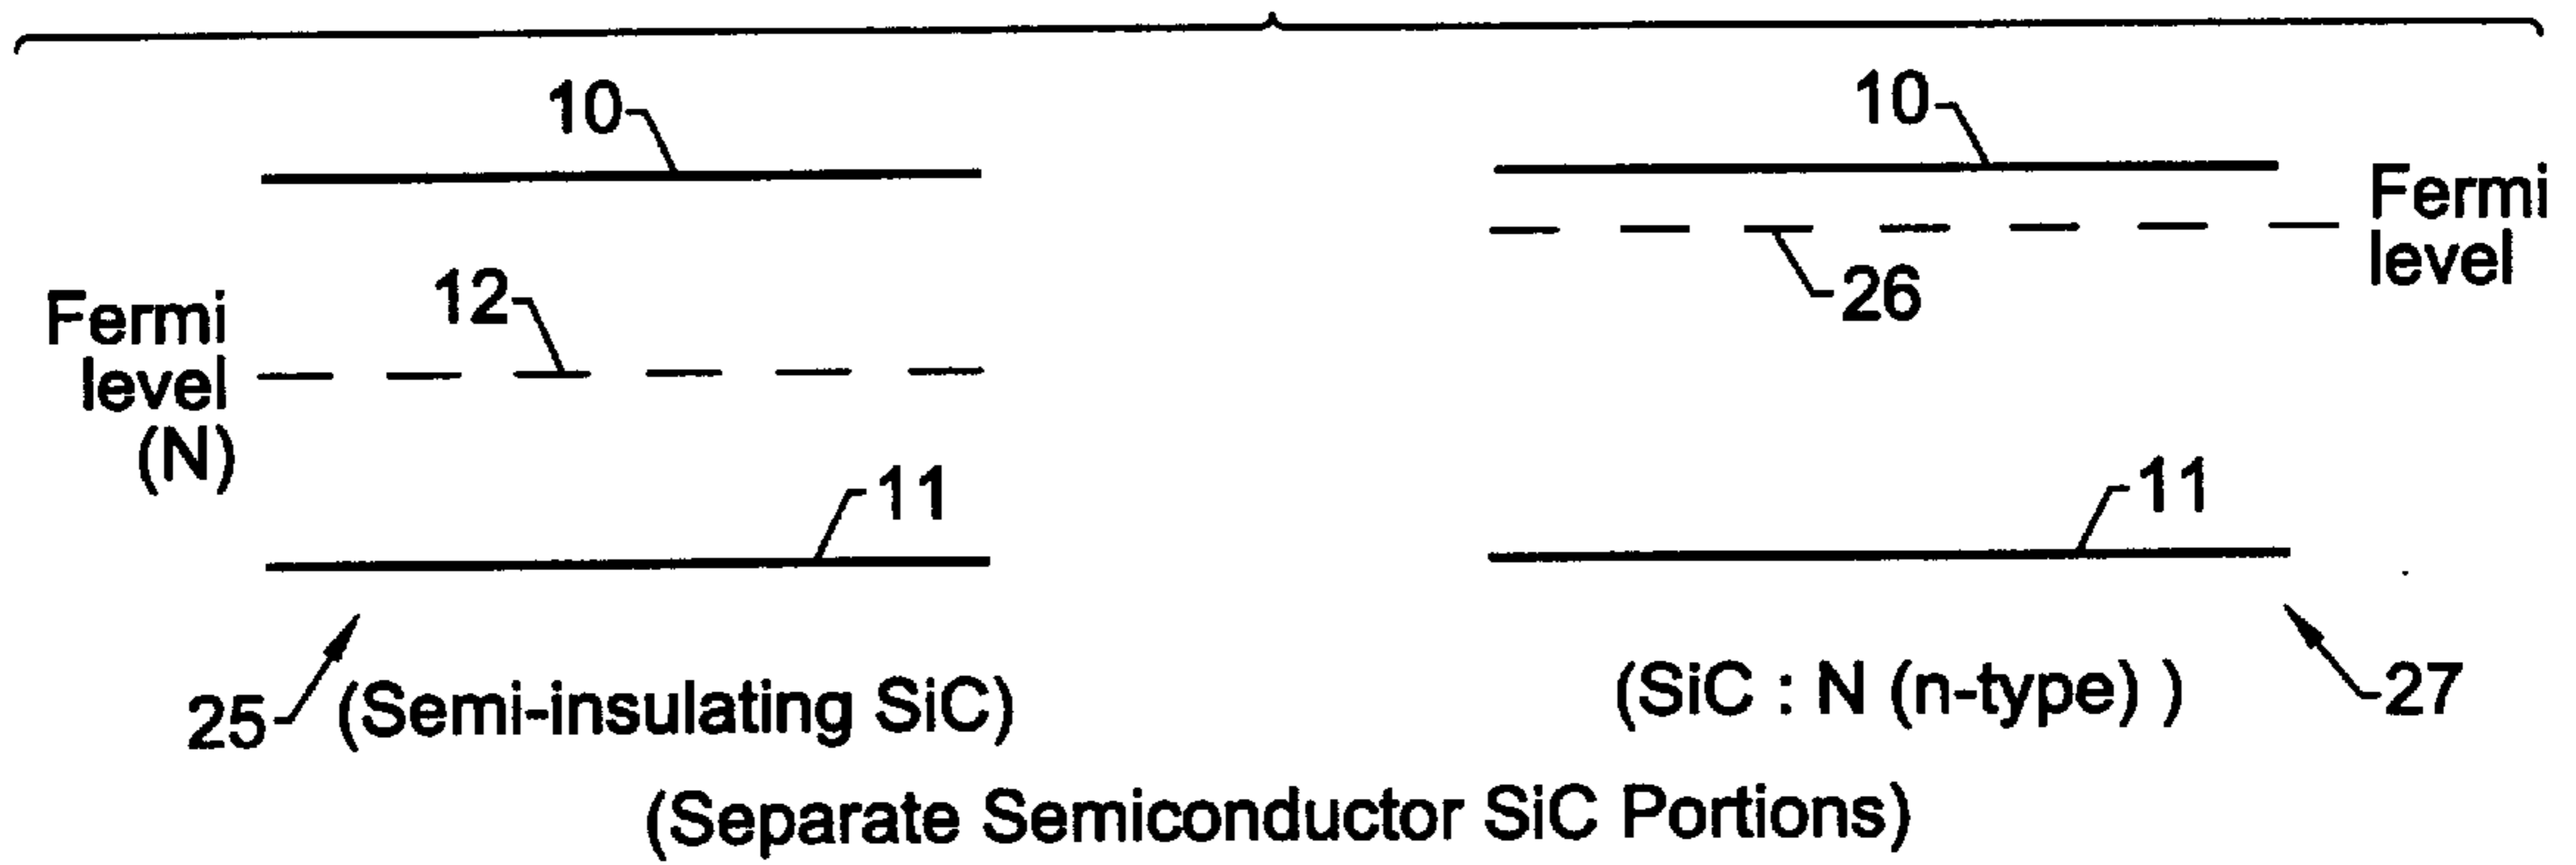 10
10
Fermi
level
26
12
Fermi
level
(N)
11
11
25
(Semi-insulating SiC)
(SiC : N (n-type) )
27
(Separate Semiconductor SiC Portions)